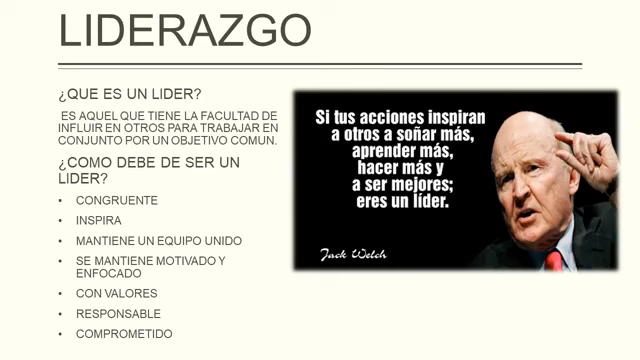 LIDERAZGO
¿QUE ES UN LIDER?
ES AQUEL QUE TIENE LA FACULTAD DE
INFLUIR EN OTROS PARA TRABAJAR EN
CONJUNTO POR UN OBJETIVO COMUN.
¿COMO DEBE DE SER UN
LIDER?
• CONGRUENTE
• INSPIRA
• MANTIENE UN EQUIPO UNIDO
• SE MANTIENE MOTIVADO Y
ENFOCADO
• CON VALORES
• RESPONSABLE
• COMPROMETIDO
Si tus acciones inspiran
a otros a soñar más,
aprender más,
hacer más y
a ser mejores;
eres un líder.
Jack Welch